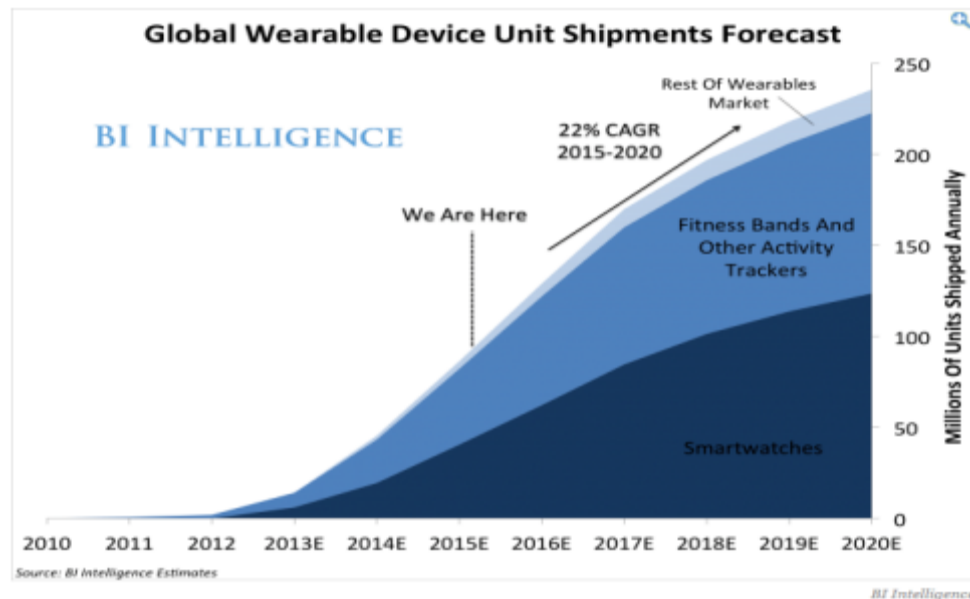 Global Wearable Device Unit Shipments Forecast
BI INTELLIGENCE
Rest Of Wearables
Market
22% CAGR
2015-2020
We Are Here
Fitness Bands And
Other Activity
Trackers
Smartwatches
250
200
150
100
50
0
Millions Of Units Shipped Annually
2010 2011 2012 2013E 2014E 2015E 2016E 2017E 2018E 2019E 2020E
Source: BI Intelligence Estimates
BI Intelligence